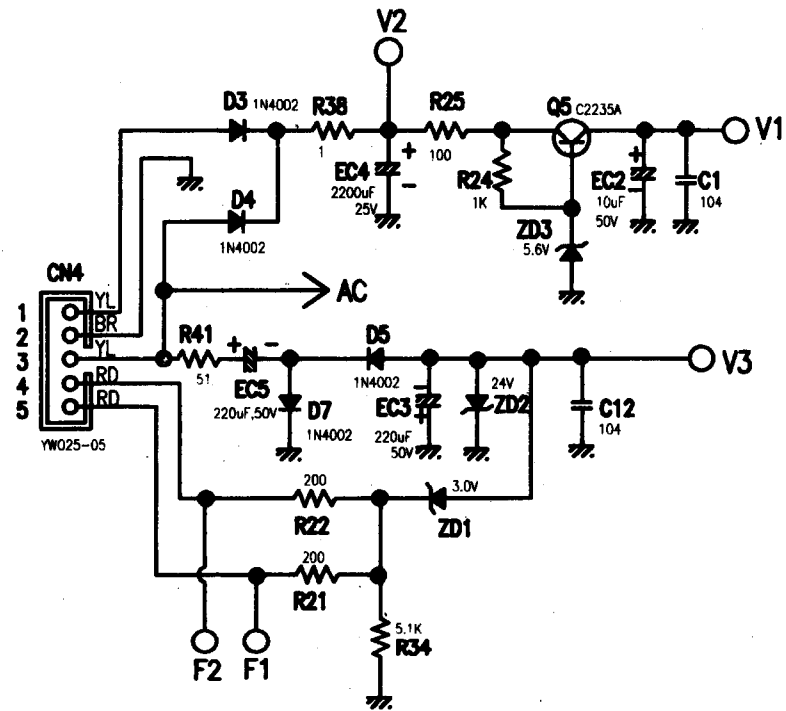 V2
D3 1N4002
R38
1
R25
100
Q5 C2235A
V1
EC4
2200uF
25V
R24
1K
EC2
10uF
50V
C1
104
D4
1N4002
ZD3
5.6V
CN4
AC
1 YL
2 BR
3 YL
4 RD
5 RD
YW025-05
R41
51
EC5
220uF,50V
D7
1N4002
D5
1N4002
EC3
220uF
50V
24V
ZD2
C12
104
V3
200
R22
3.0V
ZD1
200
R21
5.1K
R34
F2 F1